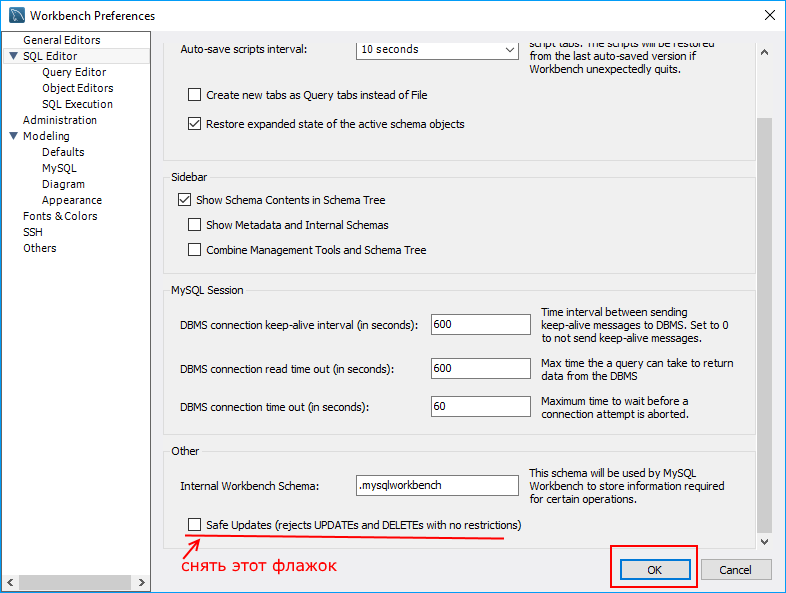 Workbench Preferences
General Editors
SQL Editor
Query Editor
Object Editors
SQL Execution
Administration
Modeling
Defaults
MySQL
Diagram
Appearance
Fonts & Colors
SSH
Others
Auto-save scripts interval:
10 seconds
script tabs. The scripts will be restored
from the last auto-saved version if
Workbench unexpectedly quits.
Create new tabs as Query tabs instead of File
Restore expanded state of the active schema objects
Sidebar
Show Schema Contents in Schema Tree
Show Metadata and Internal Schemas
Combine Management Tools and Schema Tree
MySQL Session
DBMS connection keep-alive interval (in seconds):
600
Time interval between sending
keep-alive messages to DBMS. Set to 0
to not send keep-alive messages.
DBMS connection read time out (in seconds):
600
Max time the a query can take to return
data from the DBMS
DBMS connection time out (in seconds):
60
Maximum time to wait before a
connection attempt is aborted.
Other
Internal Workbench Schema:
.mysqlworkbench
This schema will be used by MySQL
Workbench to store information required
for certain operations.
Safe Updates (rejects UPDATEs and DELETEs with no restrictions)
снять этот флажок
OK
Cancel